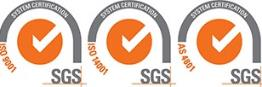 SYSTEM CERTIFICATION
ISO 9001
SGS
SYSTEM CERTIFICATION
ISO 14001
SGS
SYSTEM CERTIFICATION
AS 4801
SGS